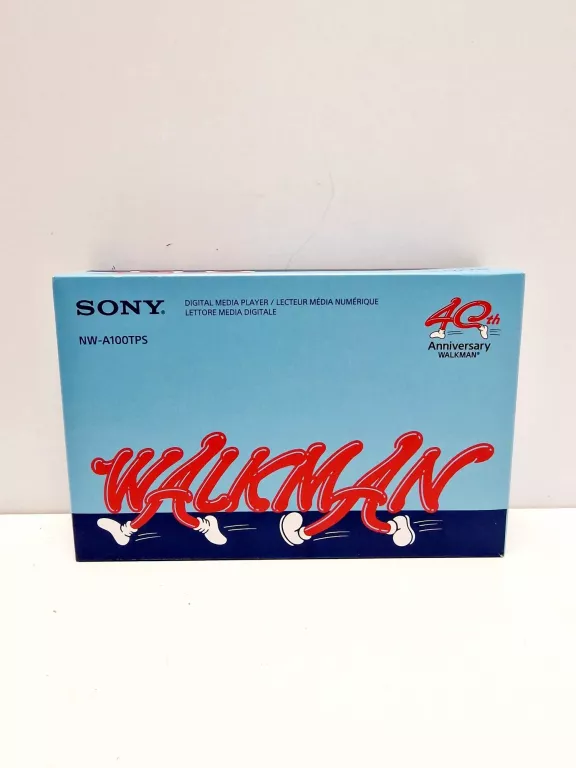 SONY®
DIGITAL MEDIA PLAYER / LECTEUR MÉDIA NUMÉRIQUE
LETTORE MEDIA DIGITALE
NW-A100TPS
40th
Anniversary
WALKMAN®
WALKMAN